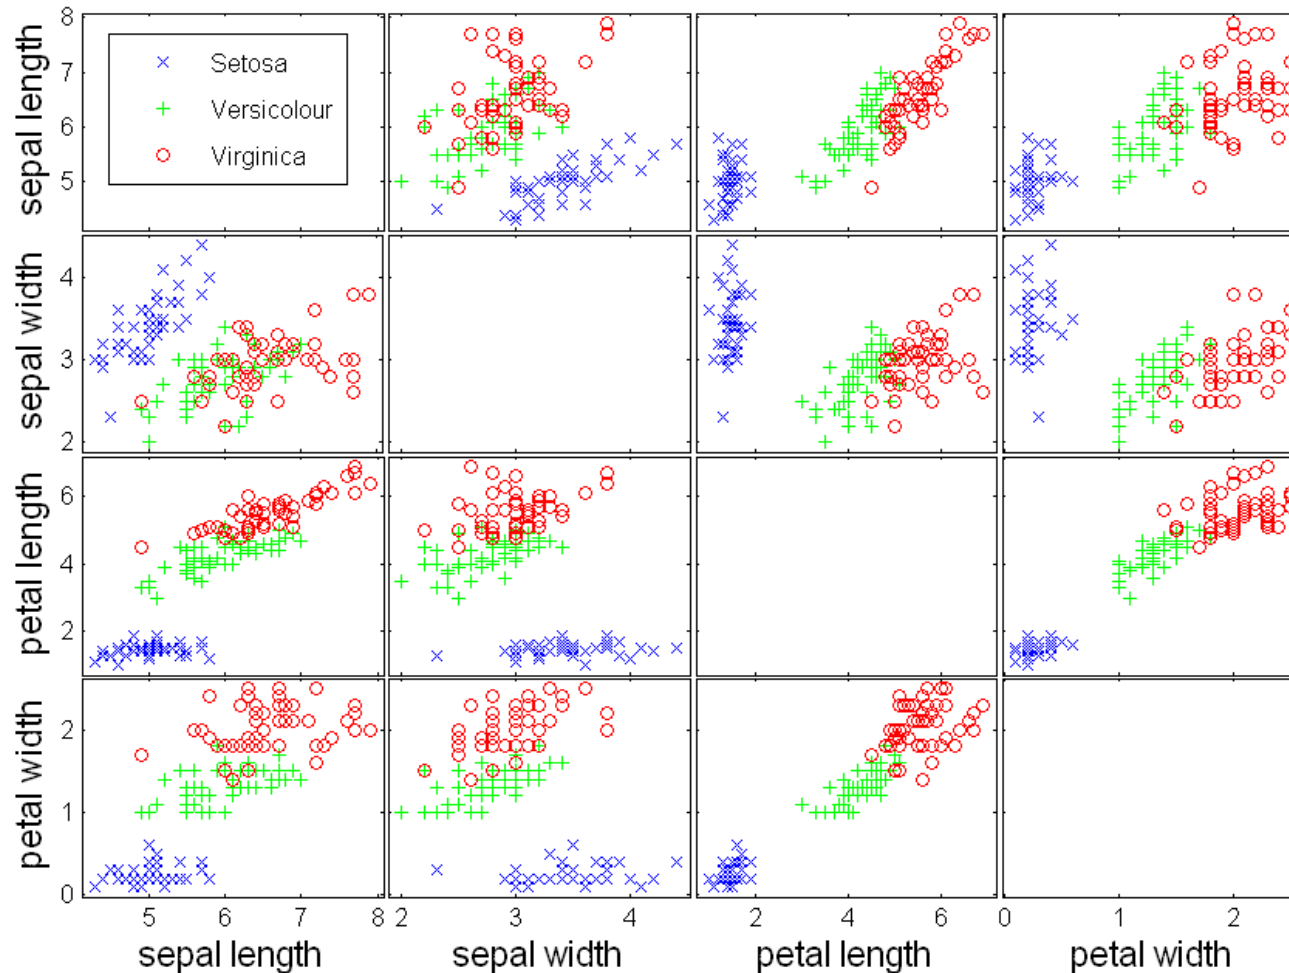 sepal length
8
7
6
5
Setosa
Versicolour
Virginica
sepal width
4
3
2
petal length
6
4
2
petal width
2
1
0
5 6 7 8 2 3 4 2 4 6 0 1 2
sepal length sepal width petal length petal width